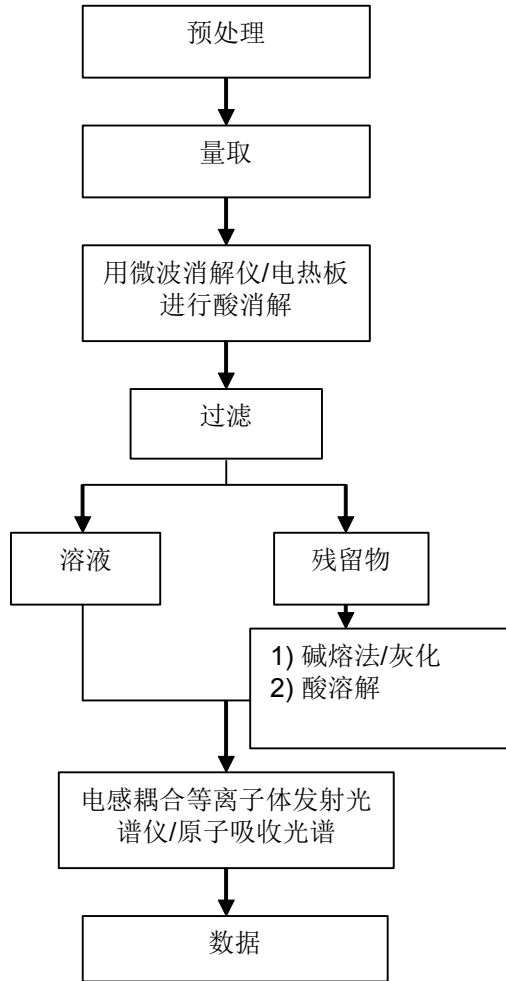 预处理
量取
用微波消解仪/电热板
进行酸消解
过滤
溶液
残留物
1) 碱熔法/灰化
2) 酸溶解
电感耦合等离子体发射光
谱仪/原子吸收光谱
数据